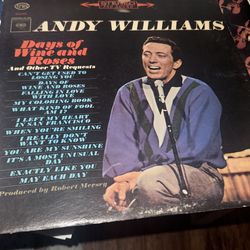 ANDY WILLIAMS
Days of
Wine and
Roses
And Other TV Requests
CAN'T GET USED TO
LOSING YOU
DAYS OF
WINE AND ROSES
FALLING IN LOVE
WITH LOVE
MY COLORING BOOK
WHAT KIND OF FOOL
AM I?
I LEFT MY HEART
IN SAN FRANCISCO
WHEN YOU'RE SMILING
I REALLY DON'T
WANT TO KNOW
YOU ARE MY SUNSHINE
IT'S A MOST UNUSUAL
DAY
EXACTLY LIKE YOU
MAY EACH DAY
Produced by Robert Mersey